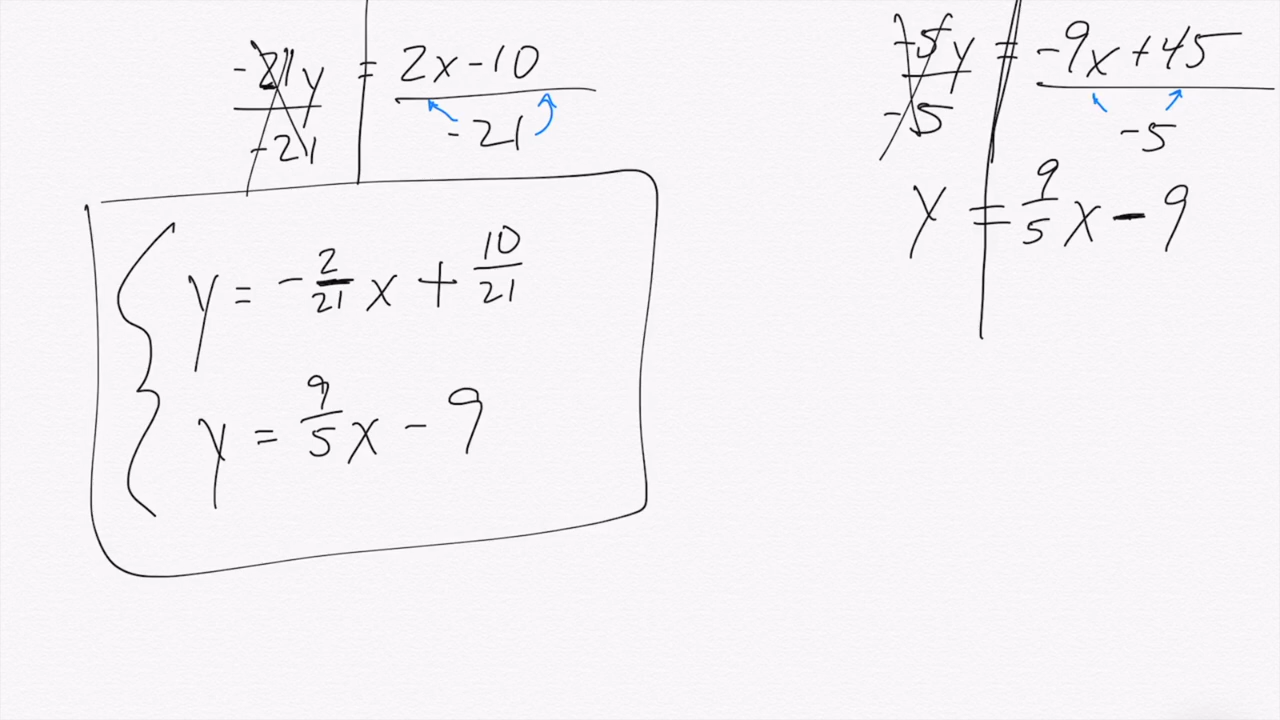 -21y = 2x-10
-21 -21
y = -2/21 x + 10/21
y = 9/5 x - 9
-5y = -9x+45
-5 -5
y = 9/5 x - 9